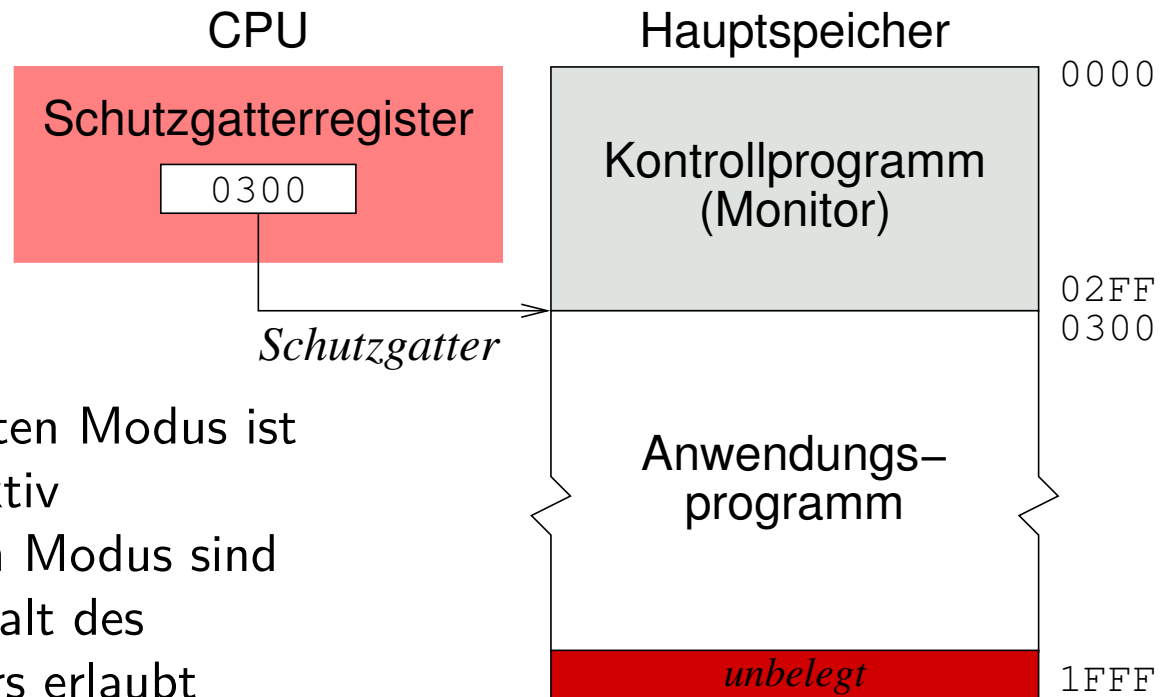 CPU
Hauptspeicher
Schutzgatterregister
0300
Schutzgatter
0000
Kontrollprogramm
(Monitor)
02FF
0300
Anwendungs–
programm
unbelegt
1FFF
ten Modus ist
ktiv
Modus sind
alt des
rs erlaubt